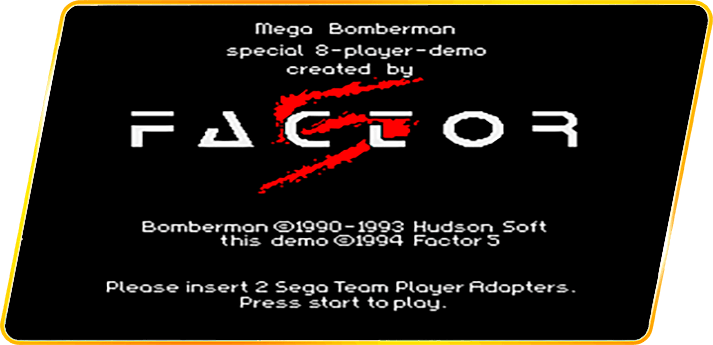 Mega Bomberman
special 8-player-demo
created by
FACTOR 5
Bomberman ©1990-1993 Hudson Soft
this demo ©1994 Factor 5
Please insert 2 Sega Team Player Adapters.
Press start to play.